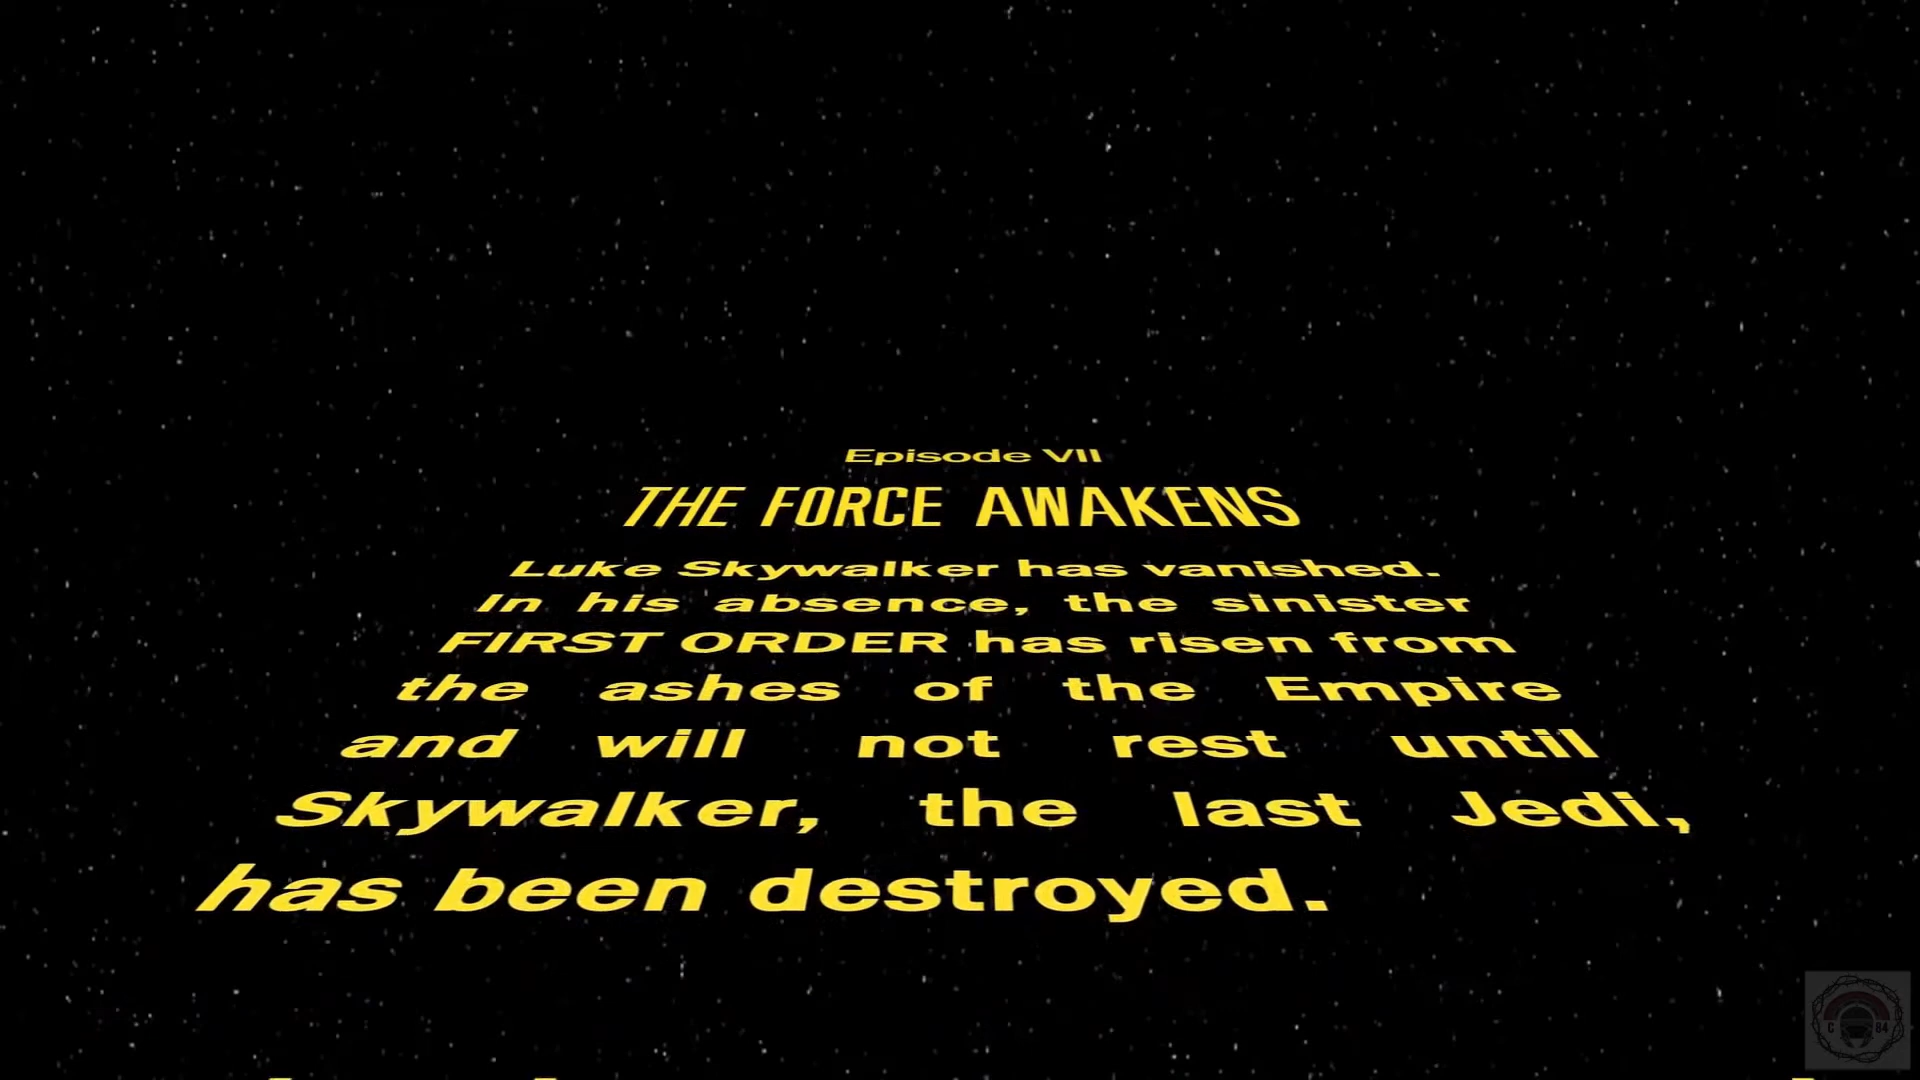 Episode VII
THE FORCE AWAKENS
Luke Skywalker has vanished.
In his absence, the sinister
FIRST ORDER has risen from
the ashes of the Empire
and will not rest until
Skywalker, the last Jedi,
has been destroyed.
C 84